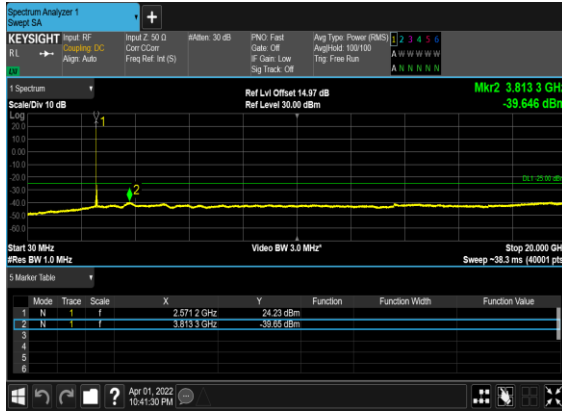 Spectrum Analyzer 1
Swept SA
+
KEYSIGHT
RL
LV
Input: RF
Coupling: DC
Align: Auto
Input Z: 50 Ω
Corr CCorr
Freq Ref: Int (S)
#Atten: 30 dB
PNO: Fast
Gate: Off
IF Gain: Low
Sig Track: Off
Avg Type: Power (RMS)
Avg|Hold: 100/100
Trig: Free Run
1 2 3 4 5 6
A W W W W W
A N N N N N
1 Spectrum
Scale/Div 10 dB
Ref Lvl Offset 14.97 dB
Ref Level 30.00 dBm
Mkr2 3.813 3 GHz
-39.646 dBm
Log
20.0
10.0
0.00
-10.0
-20.0
-30.0
-40.0
-50.0
-60.0
1
2
DL1 -25.00 dBm
Start 30 MHz
#Res BW 1.0 MHz
Video BW 3.0 MHz*
Stop 20.000 GHz
Sweep ~38.3 ms (40001 pts)
5 Marker Table
Mode Trace Scale X Y Function Function Width Function Value
1 N 1 f 2.571 2 GHz 24.23 dBm
2 N 1 f 3.813 3 GHz -39.65 dBm
3
4
5
6
?
Apr 01, 2022
10:41:30 PM